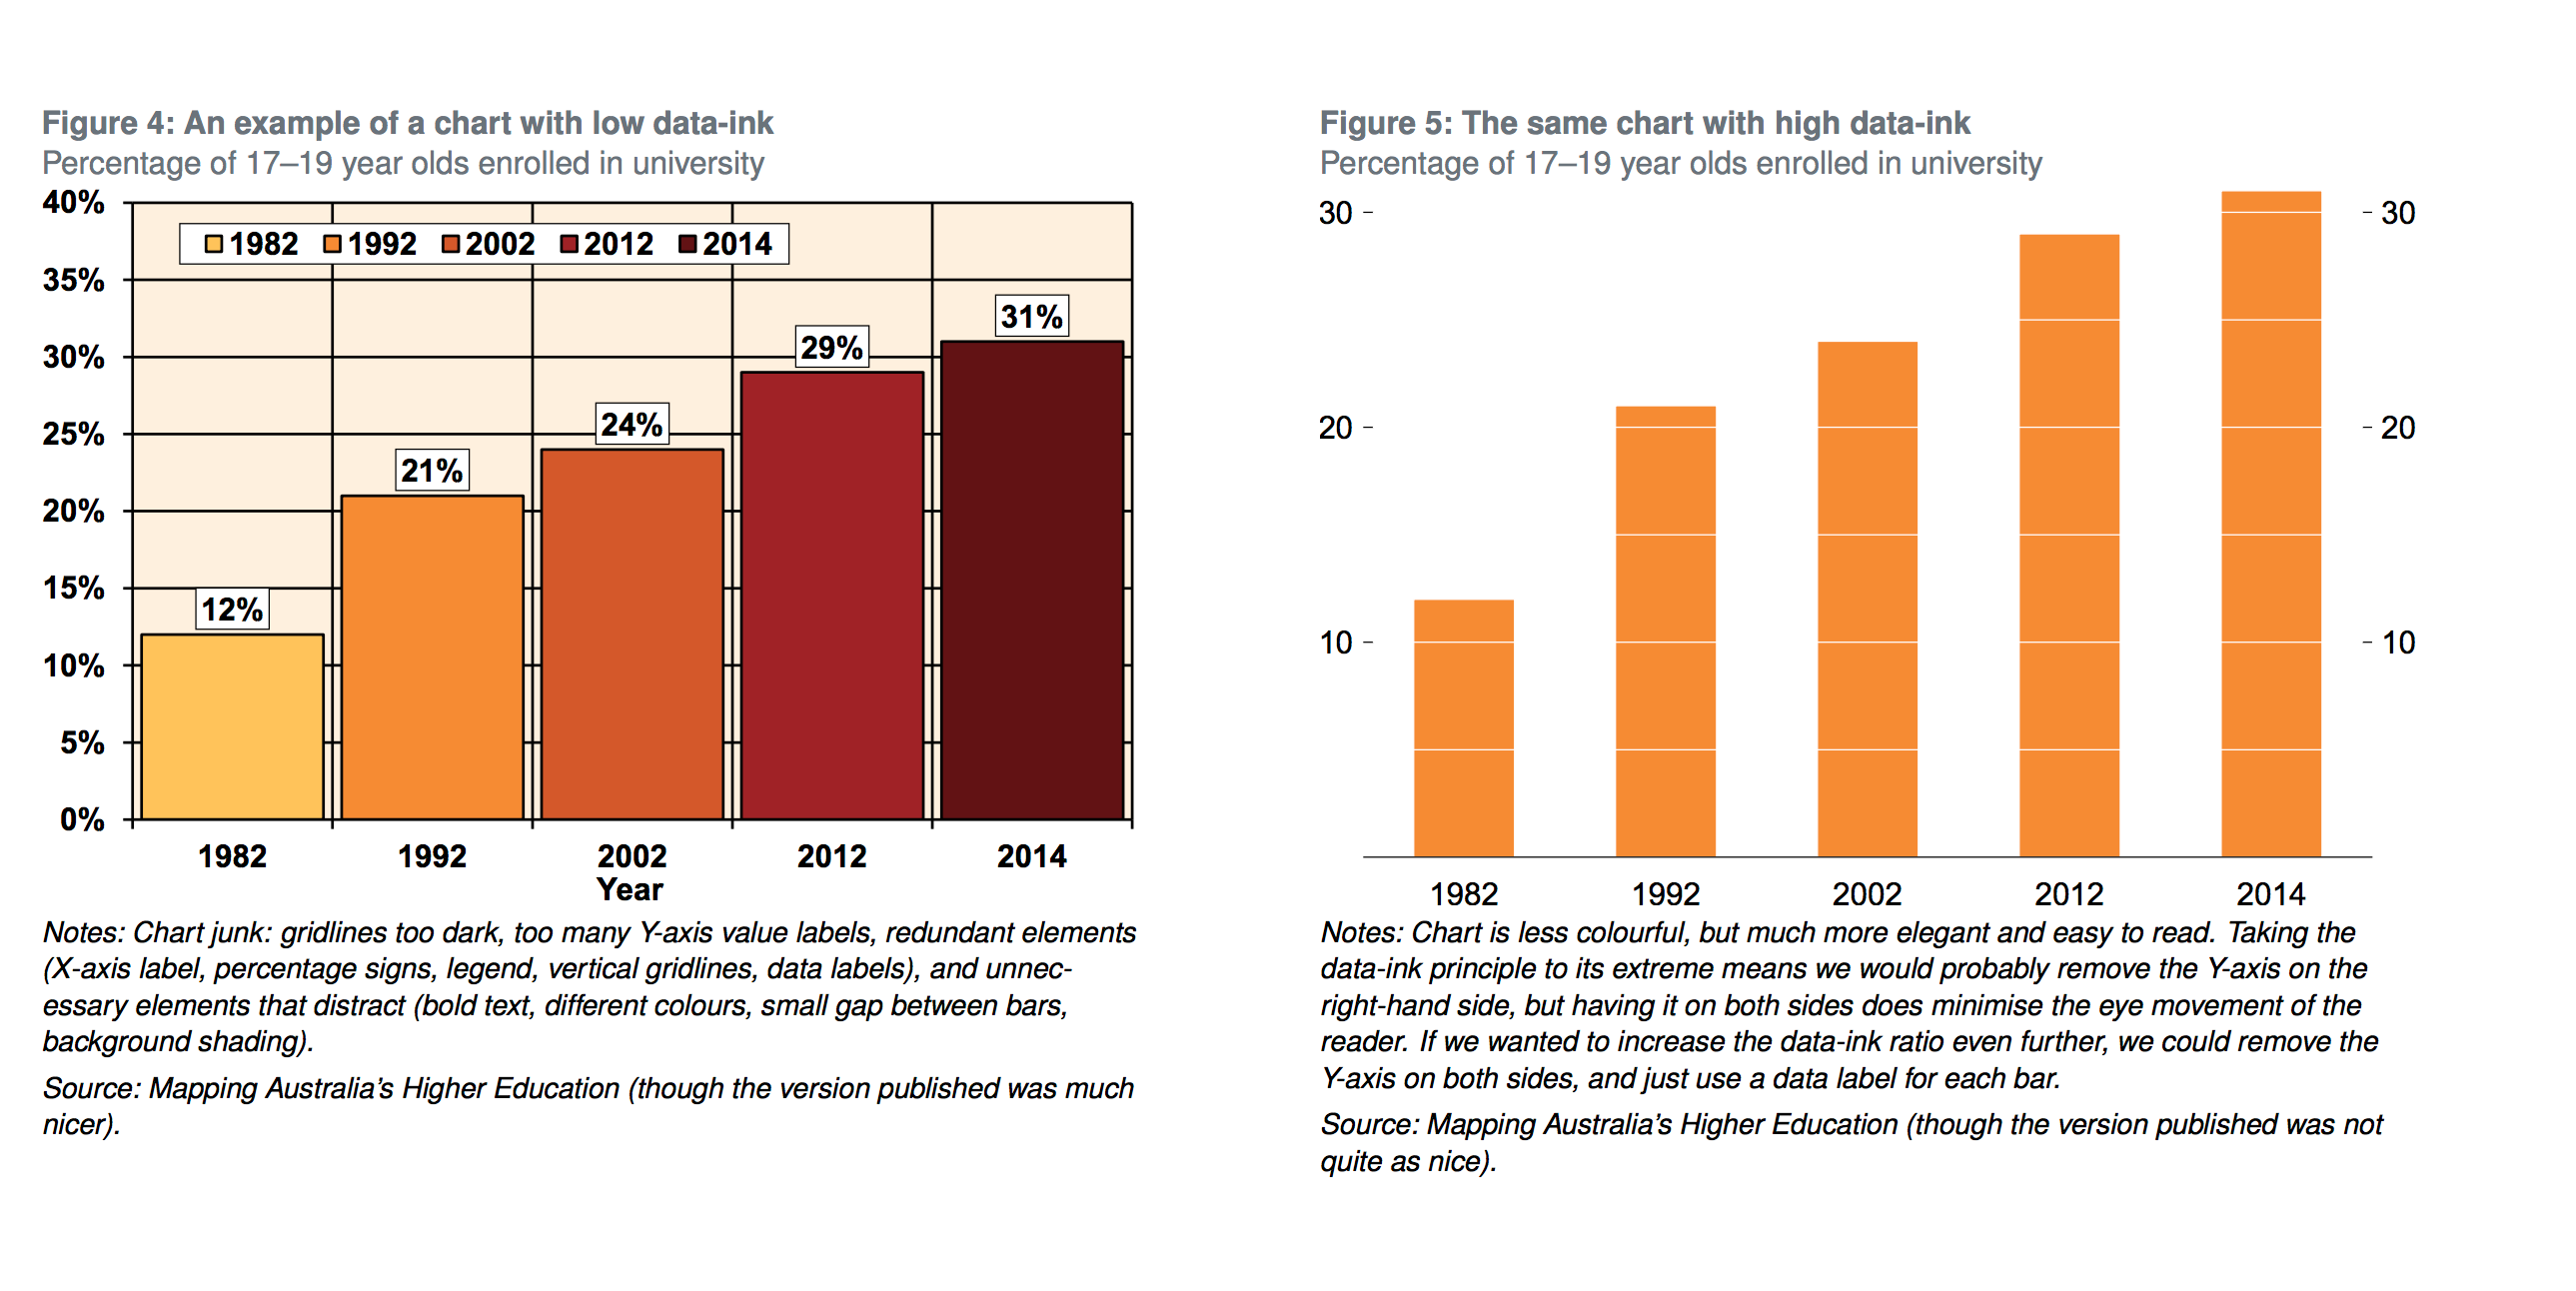 Figure 4: An example of a chart with low data-ink
Percentage of 17–19 year olds enrolled in university
40%
1982 1992 2002 2012 2014
35%
31%
30%
29%
25%
24%
21%
20%
15%
12%
10%
5%
0%
1982 1992 2002 2012 2014
Year
Notes: Chart junk: gridlines too dark, too many Y-axis value labels, redundant elements
(X-axis label, percentage signs, legend, vertical gridlines, data labels), and unnec-
essary elements that distract (bold text, different colours, small gap between bars,
background shading).
Source: Mapping Australia's Higher Education (though the version published was much
nicer).
Figure 5: The same chart with high data-ink
Percentage of 17–19 year olds enrolled in university
30 30
20 20
10 10
1982 1992 2002 2012 2014
Notes: Chart is less colourful, but much more elegant and easy to read. Taking the
data-ink principle to its extreme means we would probably remove the Y-axis on the
right-hand side, but having it on both sides does minimise the eye movement of the
reader. If we wanted to increase the data-ink ratio even further, we could remove the
Y-axis on both sides, and just use a data label for each bar.
Source: Mapping Australia's Higher Education (though the version published was not
quite as nice).